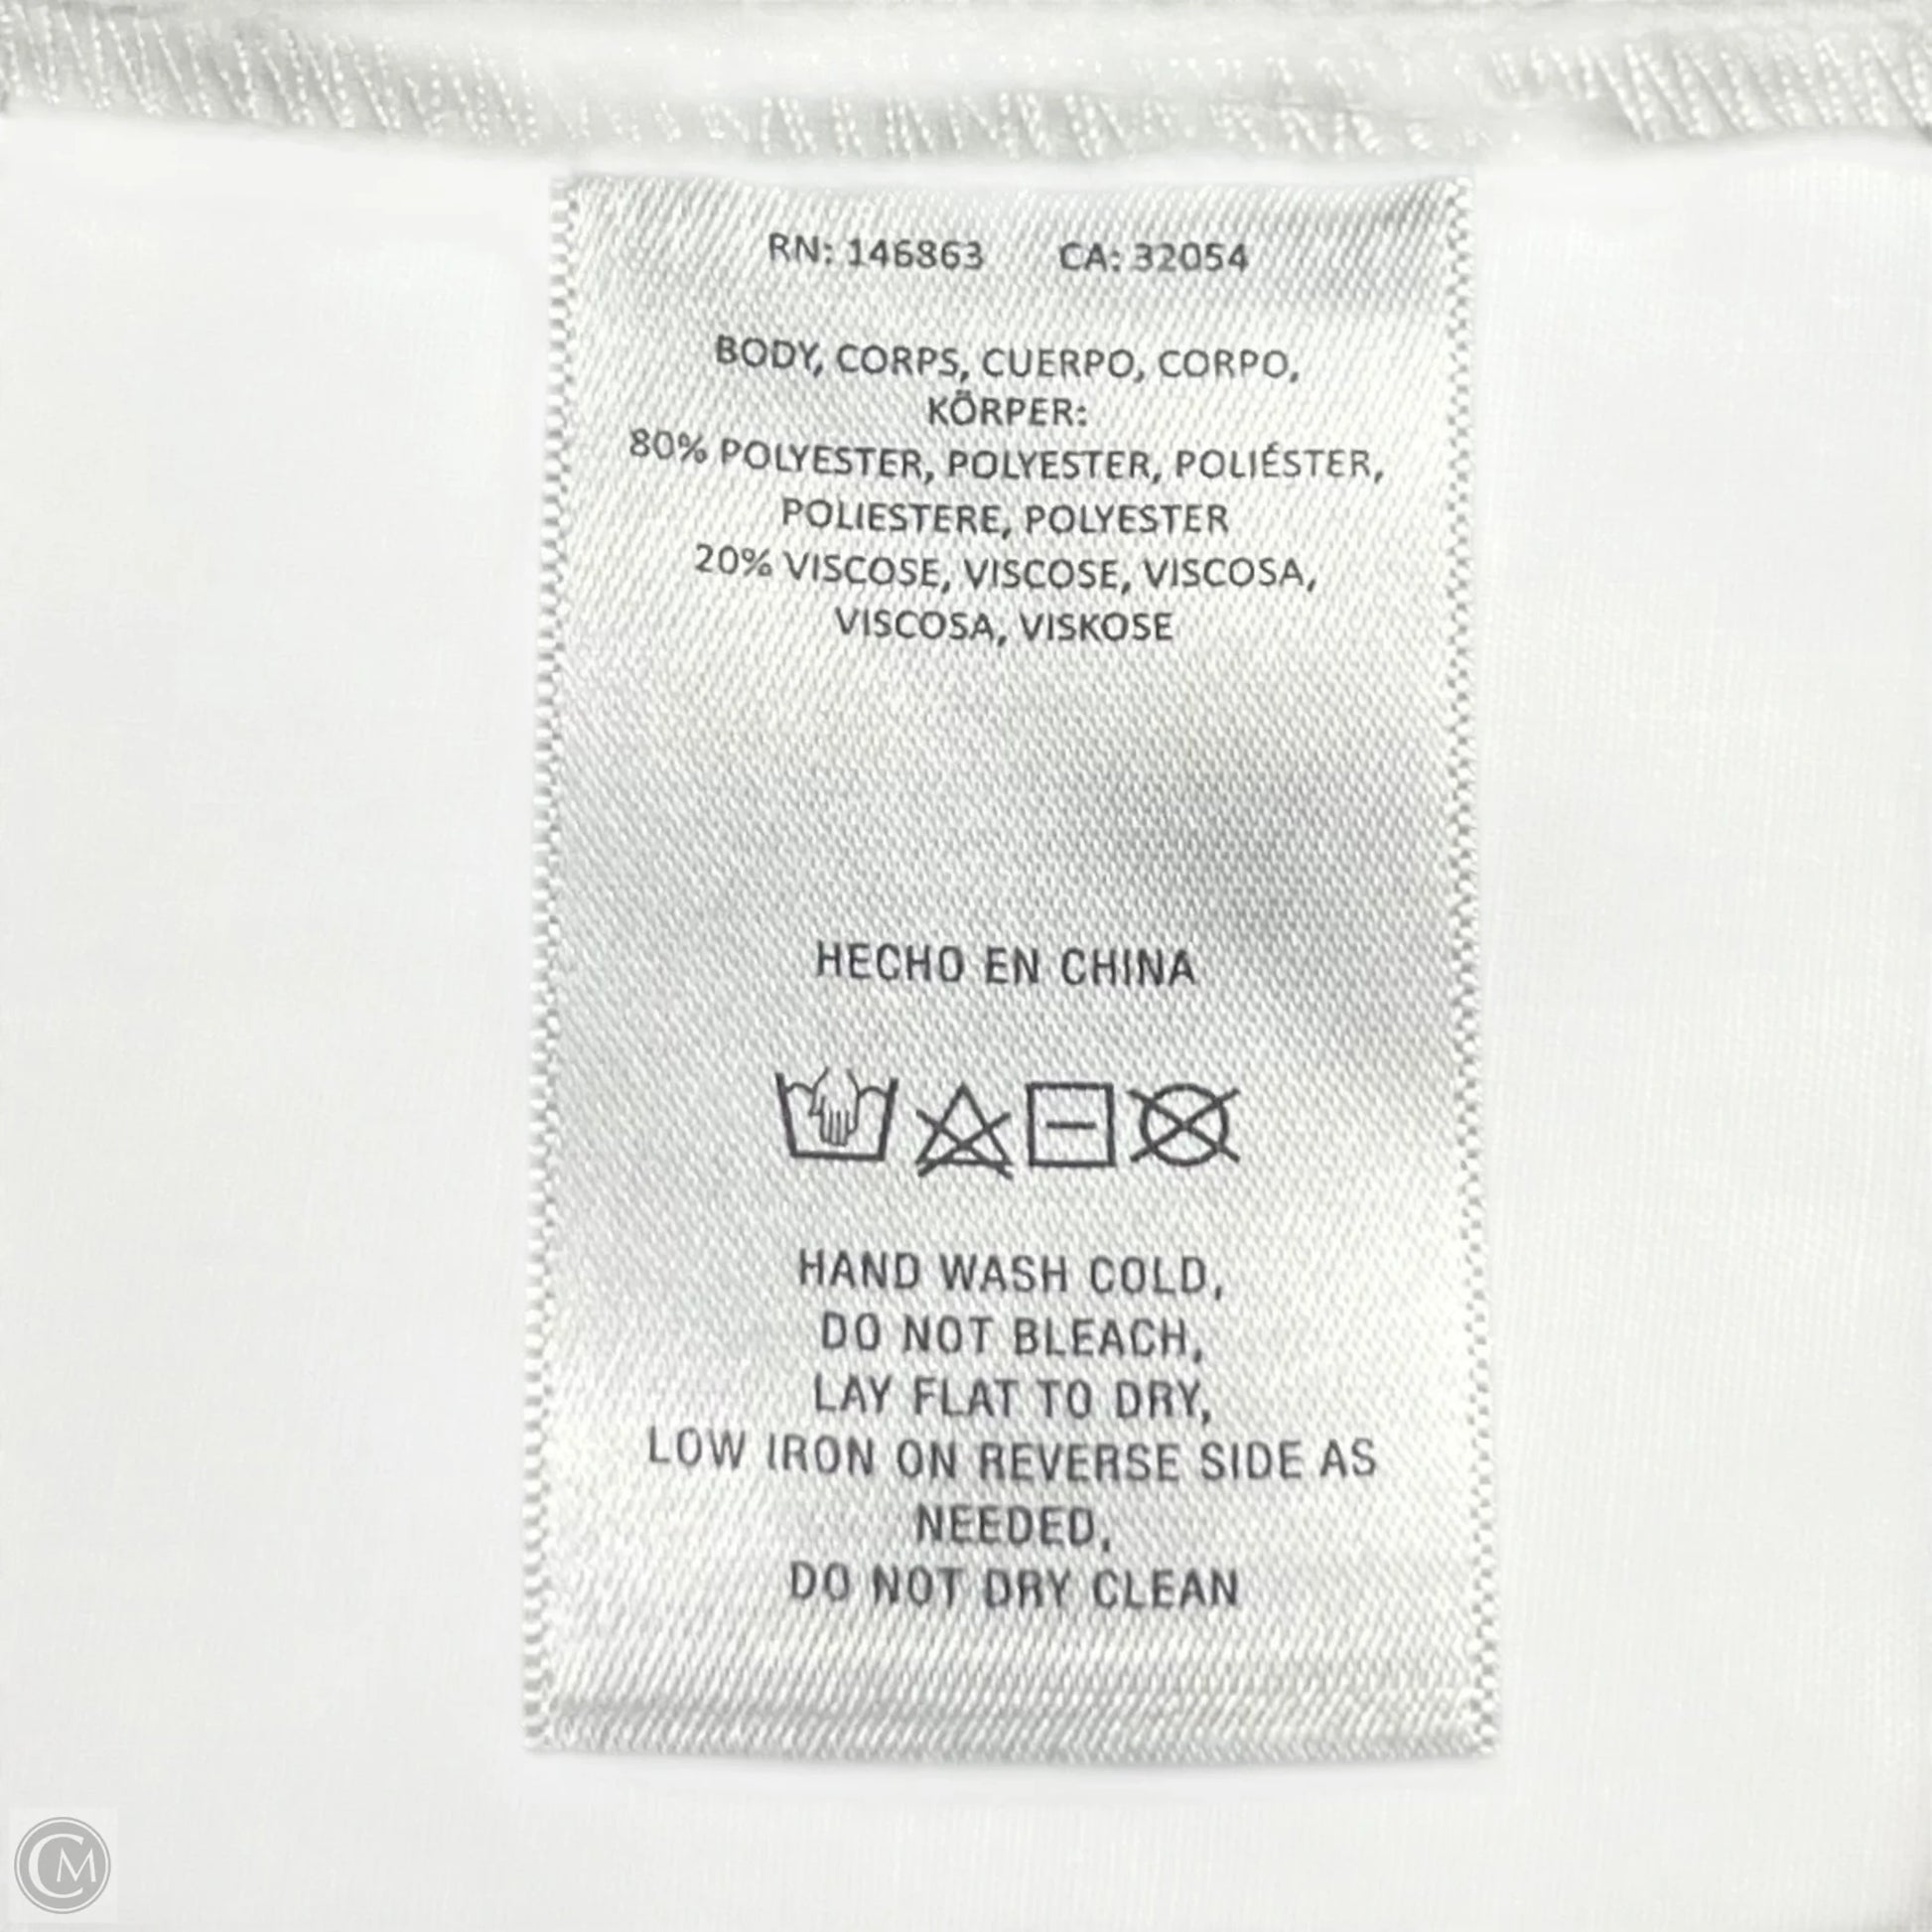 RN: 146863 CA: 32054
BODY, CORPS, CUERPO, CORPO,
KÖRPER:
80% POLYESTER, POLYESTER, POLIÉSTER,
POLIESTERE, POLYESTER
20% VISCOSE, VISCOSE, VISCOSA,
VISCOSA, VISKOSE
HECHO EN CHINA
HAND WASH COLD,
DO NOT BLEACH,
LAY FLAT TO DRY,
LOW IRON ON REVERSE SIDE AS
NEEDED,
DO NOT DRY CLEAN
CM